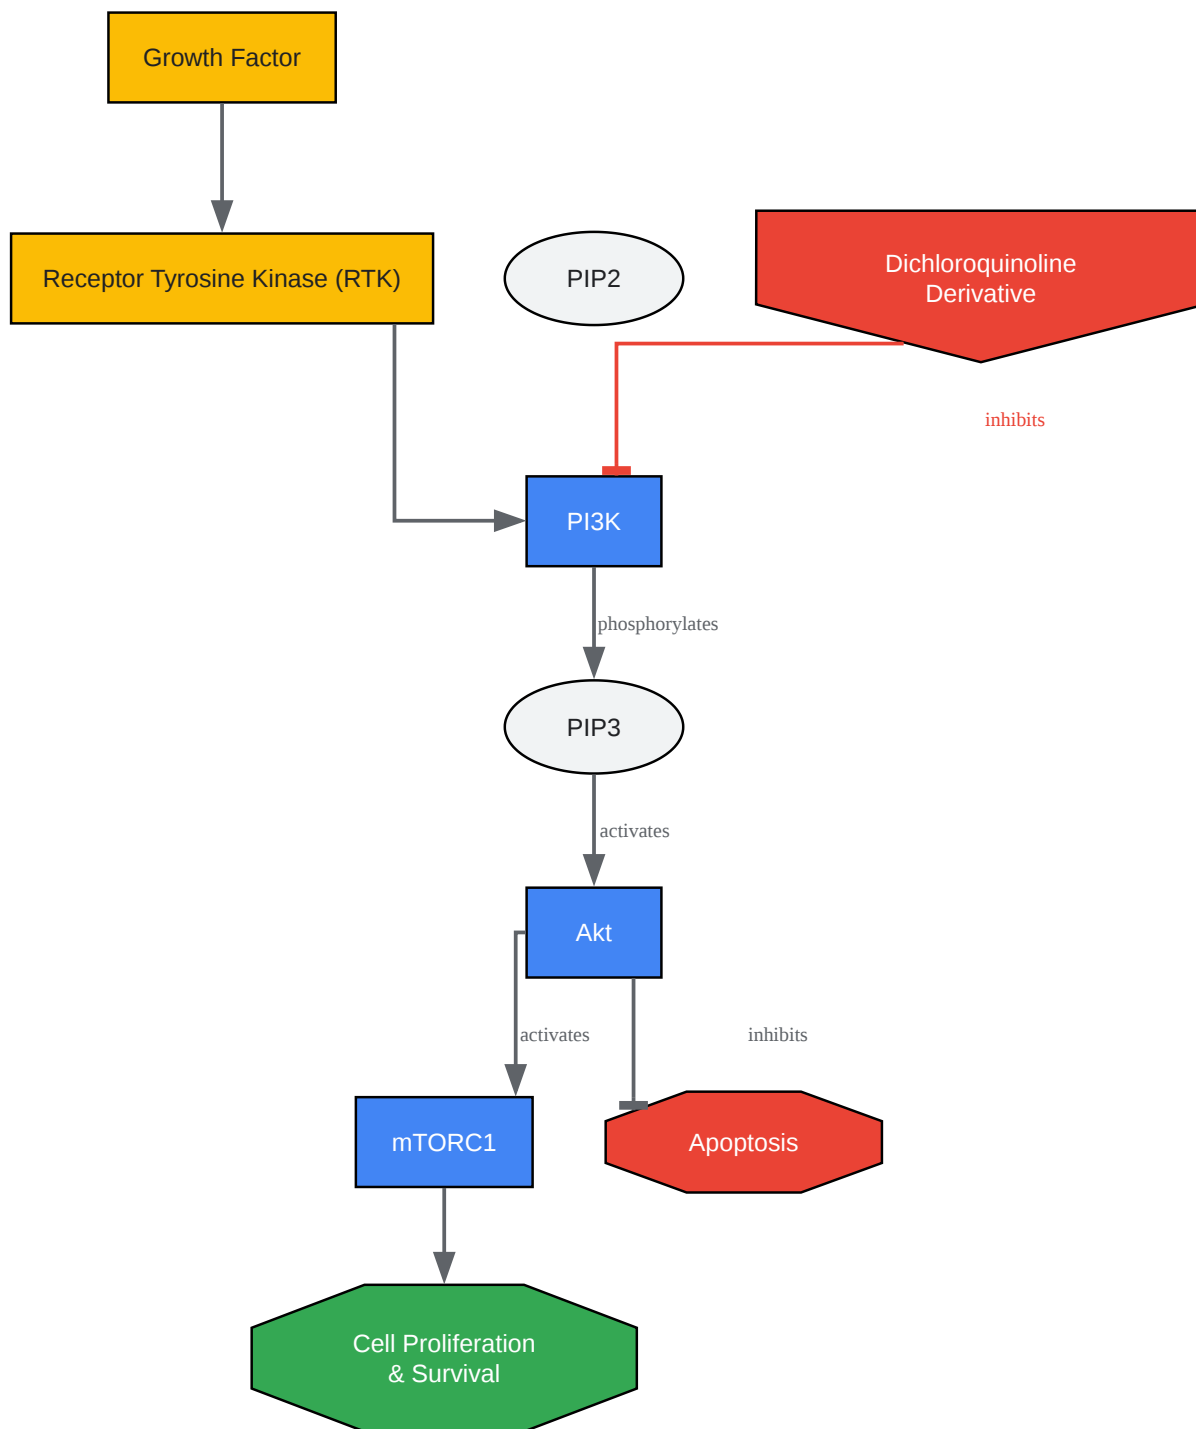 Growth Factor
Receptor Tyrosine Kinase (RTK)
PIP2
Dichloroquinoline
Derivative
inhibits
PI3K
phosphorylates
PIP3
activates
Akt
activates
inhibits
mTORC1
Apoptosis
Cell Proliferation
& Survival